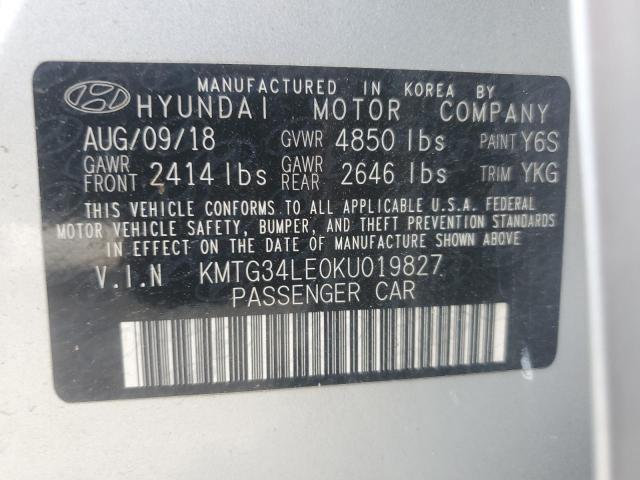 MANUFACTURED IN KOREA BY
HYUNDAI MOTOR COMPANY
AUG/09/18 GVWR 4850 lbs PAINT Y6S
GAWR FRONT 2414 lbs GAWR REAR 2646 lbs TRIM YKG
THIS VEHICLE CONFORMS TO ALL APPLICABLE U.S.A. FEDERAL
MOTOR VEHICLE SAFETY, BUMPER, AND THEFT PREVENTION STANDARDS
IN EFFECT ON THE DATE OF MANUFACTURE SHOWN ABOVE.
V.I.N KMTG34LE0KU019827
PASSENGER CAR